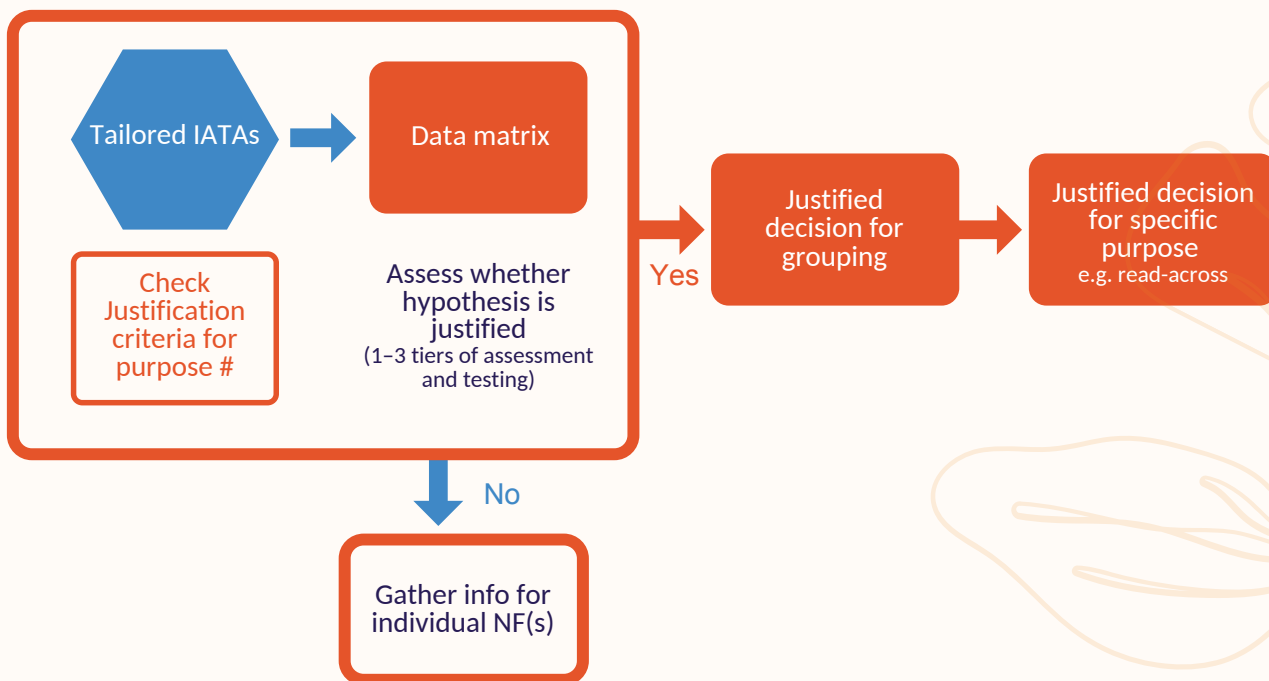 Tailored IATAs
Data matrix
Check
Justification
criteria for
purpose #
Assess whether
hypothesis is
justified
(1–3 tiers of assessment
and testing)
Yes
Justified
decision for
grouping
Justified decision
for specific
purpose
e.g. read-across
No
Gather info for
individual NF(s)